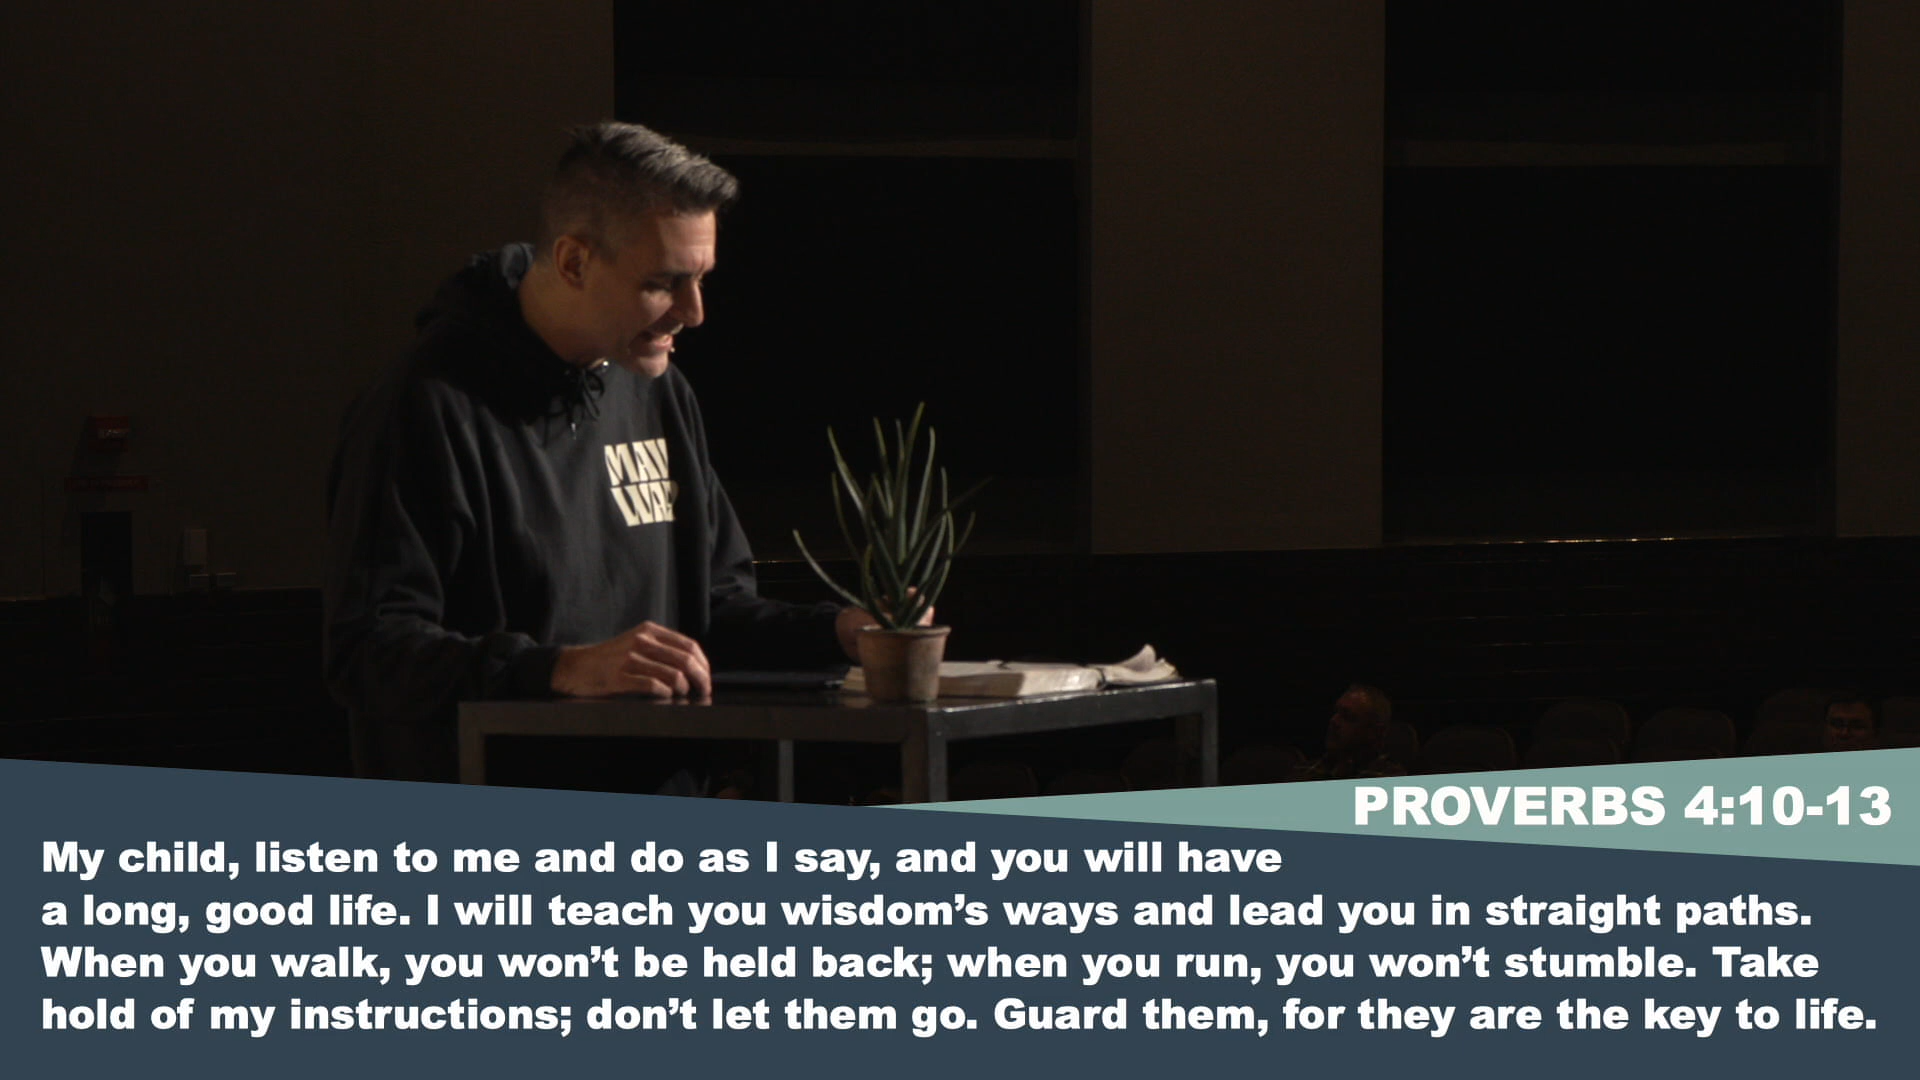 PROVERBS 4:10-13
My child, listen to me and do as I say, and you will have
a long, good life. I will teach you wisdom’s ways and lead you in straight paths.
When you walk, you won’t be held back; when you run, you won’t stumble. Take
hold of my instructions; don’t let them go. Guard them, for they are the key to life.